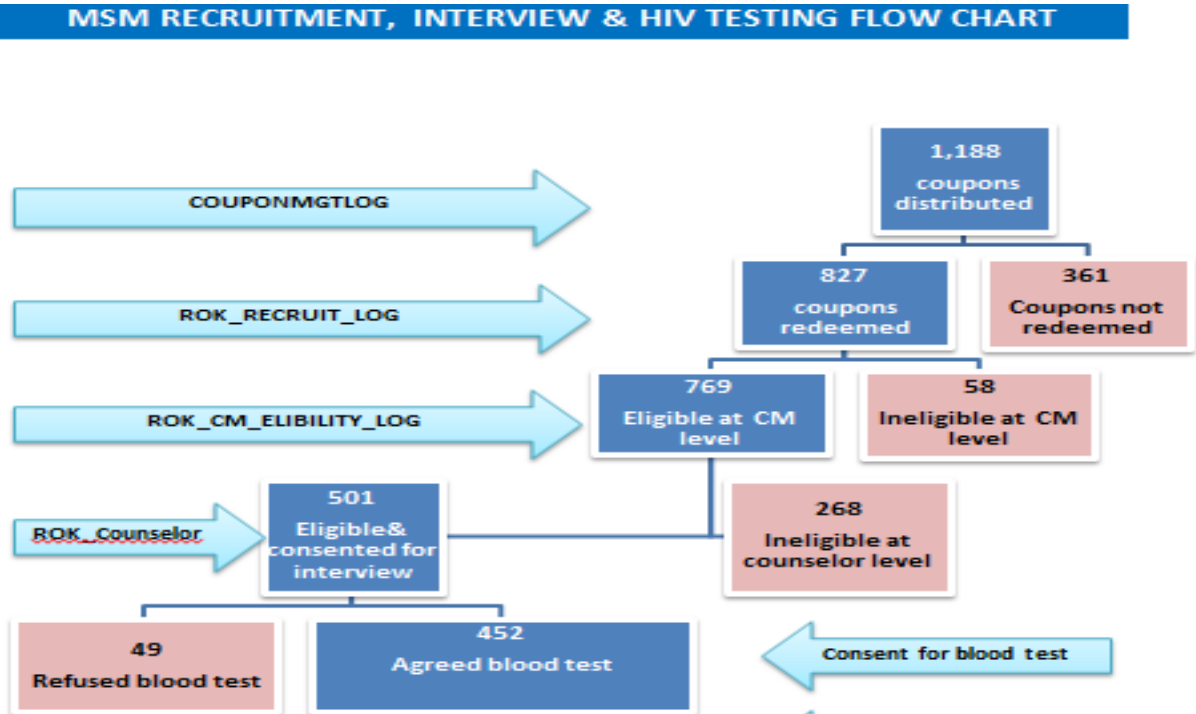 MSM RECRUITMENT, INTERVIEW & HIV TESTING FLOW CHART
1,188
coupons
distributed
COUPONMGTLOG
827
coupons
redeemed
361
Coupons not
redeemed
ROK_RECRUIT_LOG
769
Eligible at CM
level
58
Ineligible at CM
level
ROK_CM_ELIBILITY_LOG
501
Eligible&
consented for
interview
268
Ineligible at
counselor level
ROK_Counselor
49
Refused blood test
452
Agreed blood test
Consent for blood test